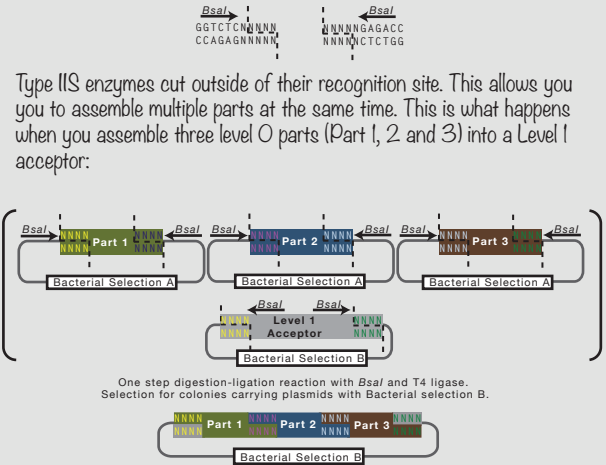 BsaI BsaI
GGTCTCNNNNN NNNNNGAGACC
CCAGAGNNNNN NNNNNCTCTGG
Type IIS enzymes cut outside of their recognition site. This allows you
you to assemble multiple parts at the same time. This is what happens
when you assemble three level 0 parts (Part 1, 2 and 3) into a Level 1
acceptor:
BsaI NNNN NNNN Part 1 NNNN NNNN BsaI
Bacterial Selection A
BsaI NNNN NNNN Part 2 NNNN NNNN BsaI
Bacterial Selection A
BsaI NNNN NNNN Part 3 NNNN NNNN BsaI
Bacterial Selection A
BsaI BsaI
NNNN Level 1 NNNN
NNNN Acceptor NNNN
Bacterial Selection B
One step digestion-ligation reaction with BsaI and T4 ligase.
Selection for colonies carrying plasmids with Bacterial selection B.
NNNN Part 1 NNNN Part 2 NNNN Part 3 NNNN
NNNN NNNN NNNN NNNN
Bacterial Selection B